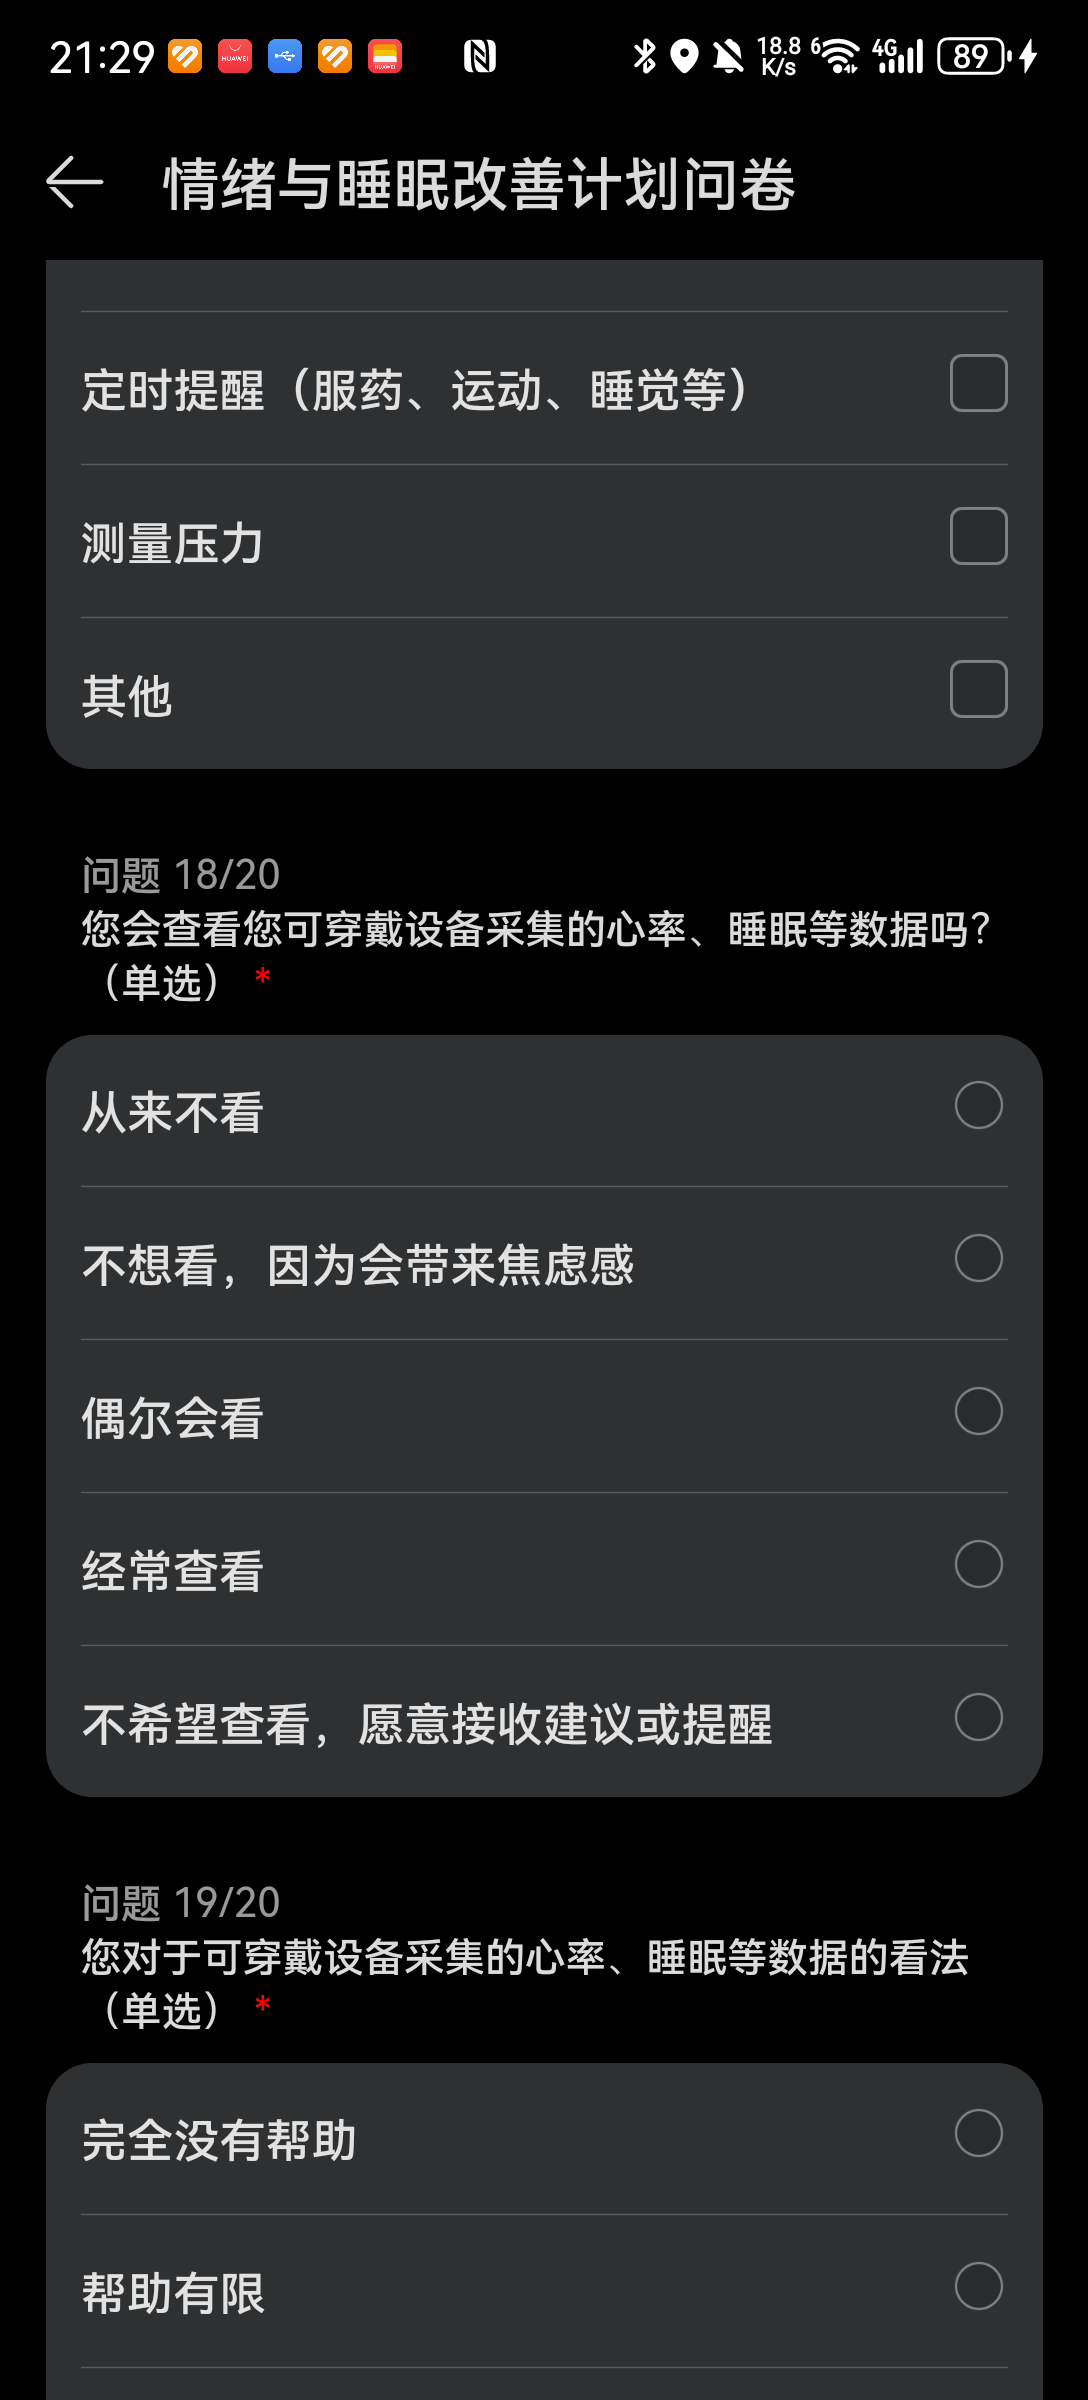 21:29
HUAWEI
HUAWEI
18.8
K/s
6
4G
89
情绪与睡眠改善计划问卷
定时提醒（服药、运动、睡觉等）
测量压力
其他
问题 18/20
您会查看您可穿戴设备采集的心率、睡眠等数据吗？
（单选） *
从来不看
不想看，因为会带来焦虑感
偶尔会看
经常查看
不希望查看，愿意接收建议或提醒
问题 19/20
您对于可穿戴设备采集的心率、睡眠等数据的看法
（单选） *
完全没有帮助
帮助有限